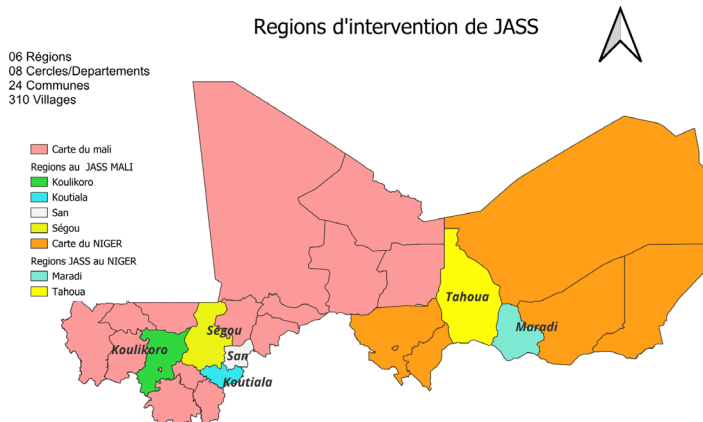 Regions d'intervention de JASS
06 Régions
08 Cercles/Departements
24 Communes
310 Villages
Carte du mali
Regions au JASS MALI
Koulikoro
Koutiala
San
Ségou
Carte du NIGER
Regions JASS au NIGER
Maradi
Tahoua
Tahoua
Maradi
Ségou
Koulikoro
San
Koutiala